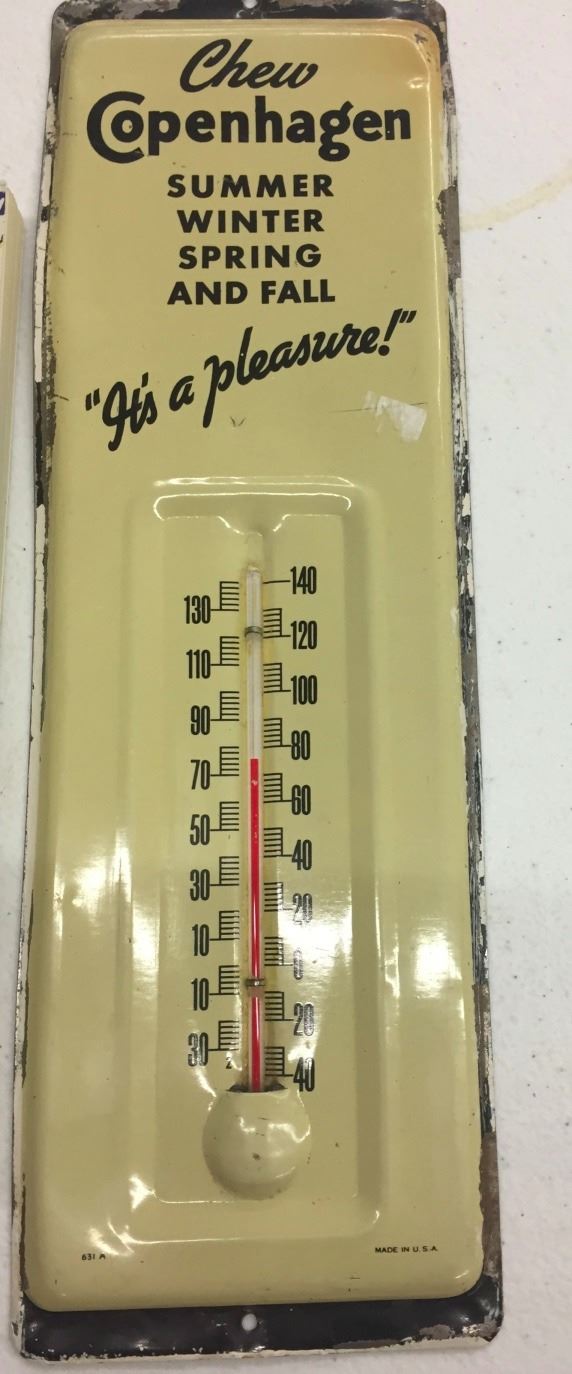 Chew
Copenhagen
SUMMER
WINTER
SPRING
AND FALL
"It's a pleasure!"
140
130
120
110
100
90
80
70
60
50
40
30
20
10
0
10
20
30
2
40
631 A
MADE IN U.S.A.